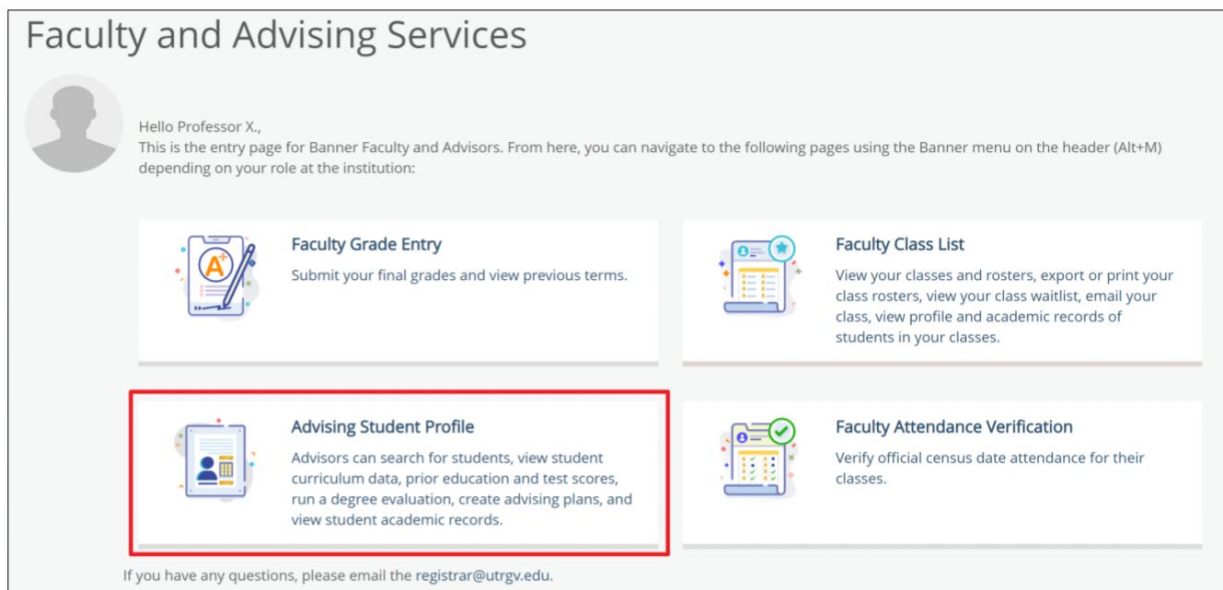 Faculty and Advising Services
Hello Professor X.,
This is the entry page for Banner Faculty and Advisors. From here, you can navigate to the following pages using the Banner menu on the header (Alt+M)
depending on your role at the institution:
A+
Faculty Grade Entry
Submit your final grades and view previous terms.
Faculty Class List
View your classes and rosters, export or print your
class rosters, view your class waitlist, email your
class, view profile and academic records of
students in your classes.
Advising Student Profile
Advisors can search for students, view student
curriculum data, prior education and test scores,
run a degree evaluation, create advising plans, and
view student academic records.
Faculty Attendance Verification
Verify official census date attendance for their
classes.
If you have any questions, please email the registrar@utrgv.edu.